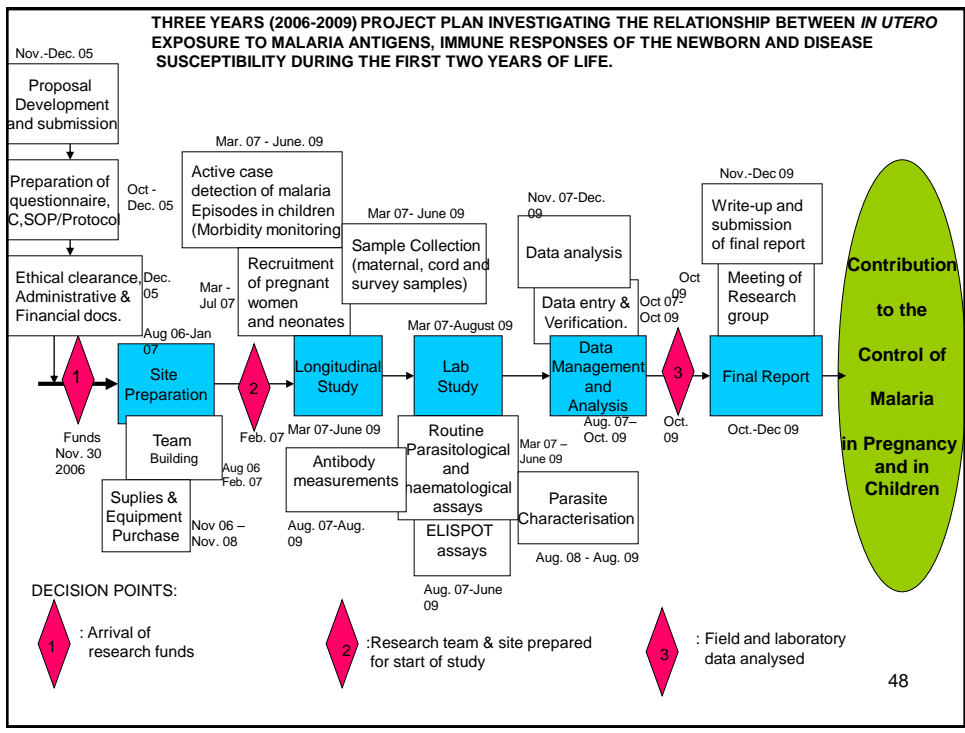 THREE YEARS (2006-2009) PROJECT PLAN INVESTIGATING THE RELATIONSHIP BETWEEN IN UTERO
EXPOSURE TO MALARIA ANTIGENS, IMMUNE RESPONSES OF THE NEWBORN AND DISEASE
SUSCEPTIBILITY DURING THE FIRST TWO YEARS OF LIFE.
Nov.-Dec. 05
Proposal
Development
and submission
Preparation of
questionnaire,
C,SOP/Protocol
Oct -
Dec. 05
Ethical clearance,
Administrative &
Financial docs.
Dec.
05
1
Funds
Nov. 30
2006
Aug 06-Jan
07
Site
Preparation
Team
Building
Aug 06
Feb. 07
Suplies &
Equipment
Purchase
Nov 06 –
Nov. 08
2
Feb. 07
Mar. 07 - June. 09
Active case
detection of malaria
Episodes in children
(Morbidity monitoring
Mar -
Jul 07
Recruitment
of pregnant
women
and neonates
Mar 07- June 09
Sample Collection
(maternal, cord and
survey samples)
Longitudinal
Study
Mar 07-June 09
Antibody
measurements
Aug. 07-Aug.
09
Mar 07-August 09
Lab
Study
Routine
Parasitological
and
haematological
assays
Mar 07 –
June 09
ELISPOT
assays
Aug. 07-June
09
Parasite
Characterisation
Aug. 08 - Aug. 09
Nov. 07-Dec.
09
Data analysis
Data entry &
Verification.
Oct 07-
Oct 09
Data
Management
and
Analysis
Aug. 07–
Oct. 09
Oct
09
3
Oct.
09
Nov.-Dec 09
Write-up and
submission
of final report
Meeting of
Research
group
Final Report
Oct.-Dec 09
Contribution
to the
Control of
Malaria
in Pregnancy
and in
Children
DECISION POINTS:
1
: Arrival of
research funds
2
:Research team & site prepared
for start of study
3
: Field and laboratory
data analysed
48